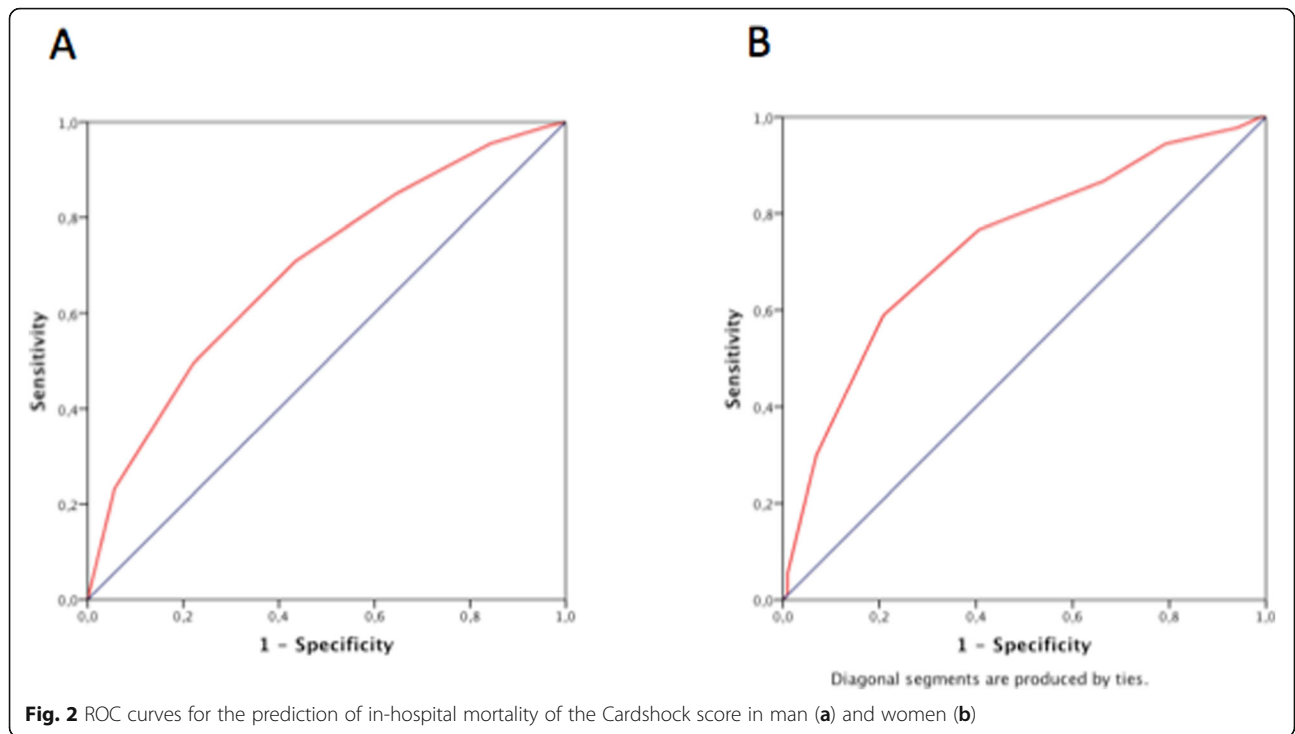 A
1,0
0,8
0,6
0,4
0,2
0,0
Sensitivity
0,0 0,2 0,4 0,6 0,8 1,0
1 - Specificity
B
1,0
0,8
0,6
0,4
0,2
0,0
Sensitivity
0,0 0,2 0,4 0,6 0,8 1,0
1 - Specificity
Diagonal segments are produced by ties.
Fig. 2 ROC curves for the prediction of in-hospital mortality of the Cardshock score in man (a) and women (b)